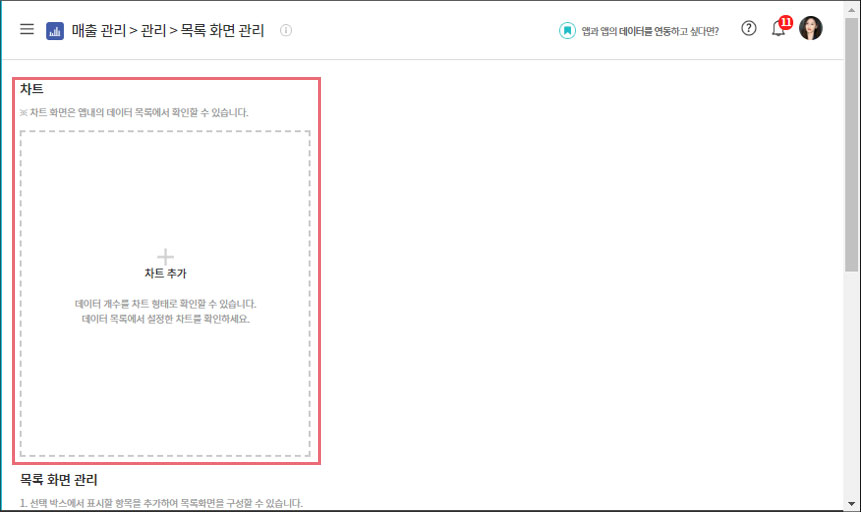 매출 관리 > 관리 > 목록 화면 관리
앱과 앱의 데이터를 연동하고 싶다면?
11
차트
※ 차트 화면은 앱내의 데이터 목록에서 확인할 수 있습니다.
차트 추가
데이터 개수를 차트 형태로 확인할 수 있습니다.
데이터 목록에서 설정한 차트를 확인하세요.
목록 화면 관리
1. 선택 박스에서 표시할 항목을 추가하여 목록화면을 구성할 수 있습니다.